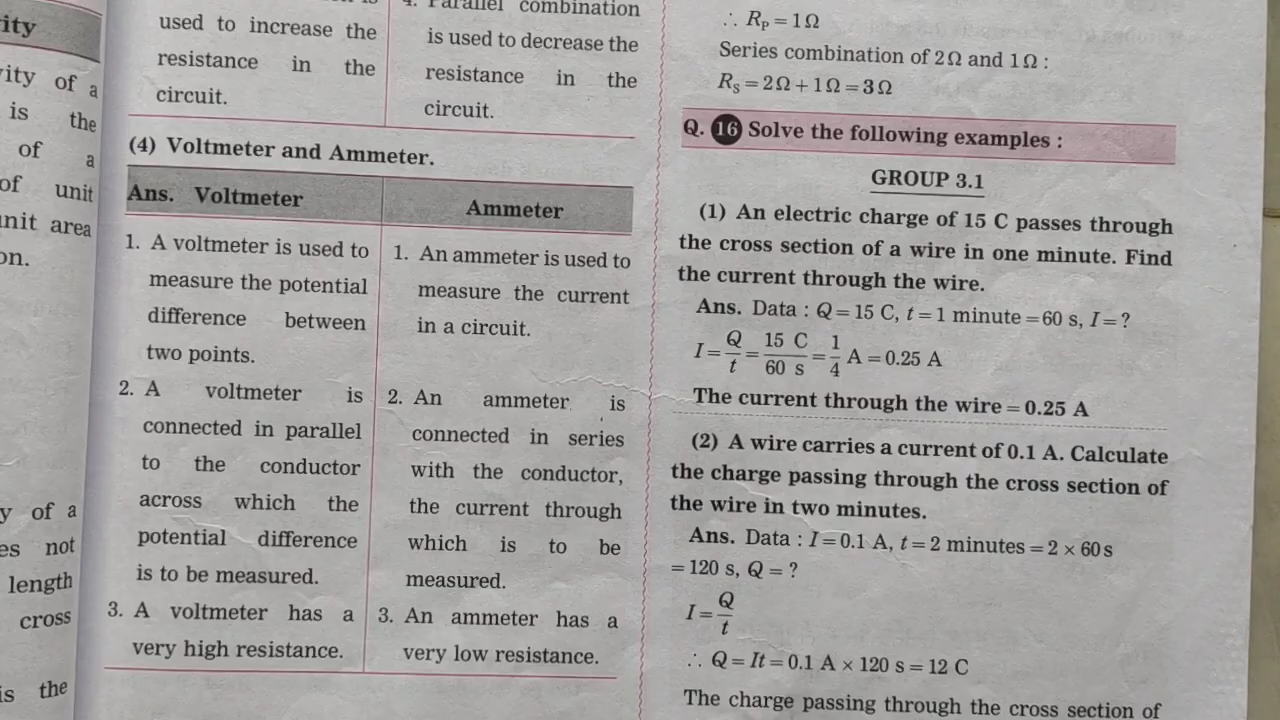 ity
ity of a
is the
of a
of unit
unit area
on.
y of a
es not
length
cross
is the
used to increase the
resistance in the
circuit.
4. Parallel combination
is used to decrease the
resistance in the
circuit.
(4) Voltmeter and Ammeter.
Ans. Voltmeter
Ammeter
1. A voltmeter is used to
measure the potential
difference between
two points.
2. A voltmeter is
connected in parallel
to the conductor
across which the
potential difference
is to be measured.
3. A voltmeter has a
very high resistance.
1. An ammeter is used to
measure the current
in a circuit.
2. An ammeter is
connected in series
with the conductor,
the current through
which is to be
measured.
3. An ammeter has a
very low resistance.
∴ R_P = 1Ω
Series combination of 2Ω and 1Ω :
R_S = 2Ω + 1Ω = 3Ω
Q. 16 Solve the following examples :
GROUP 3.1
(1) An electric charge of 15 C passes through
the cross section of a wire in one minute. Find
the current through the wire.
Ans. Data : Q = 15 C, t = 1 minute = 60 s, I = ?
I = Q/t = 15 C/60 s = 1/4 A = 0.25 A
The current through the wire = 0.25 A
(2) A wire carries a current of 0.1 A. Calculate
the charge passing through the cross section of
the wire in two minutes.
Ans. Data : I = 0.1 A, t = 2 minutes = 2 × 60 s
= 120 s, Q = ?
I = Q/t
∴ Q = It = 0.1 A × 120 s = 12 C
The charge passing through the cross section of